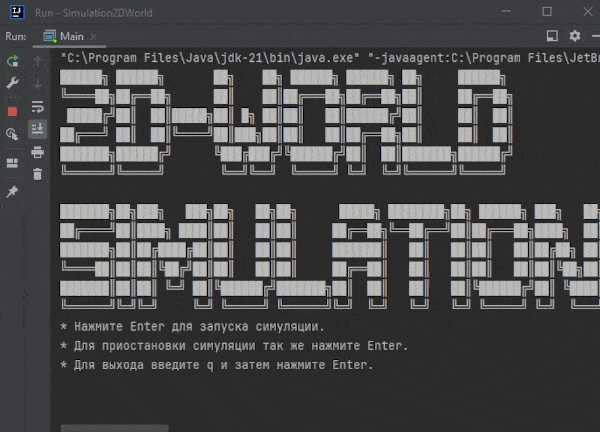 Run - Simulation2DWorld
Run: Main
"C:\Program Files\Java\jdk-21\bin\java.exe" "-javaagent:C:\Program Files\JetBr
2D-WORLD
SIMULATION
* Нажмите Enter для запуска симуляции.
* Для приостановки симуляции так же нажмите Enter.
* Для выхода введите q и затем нажмите Enter.